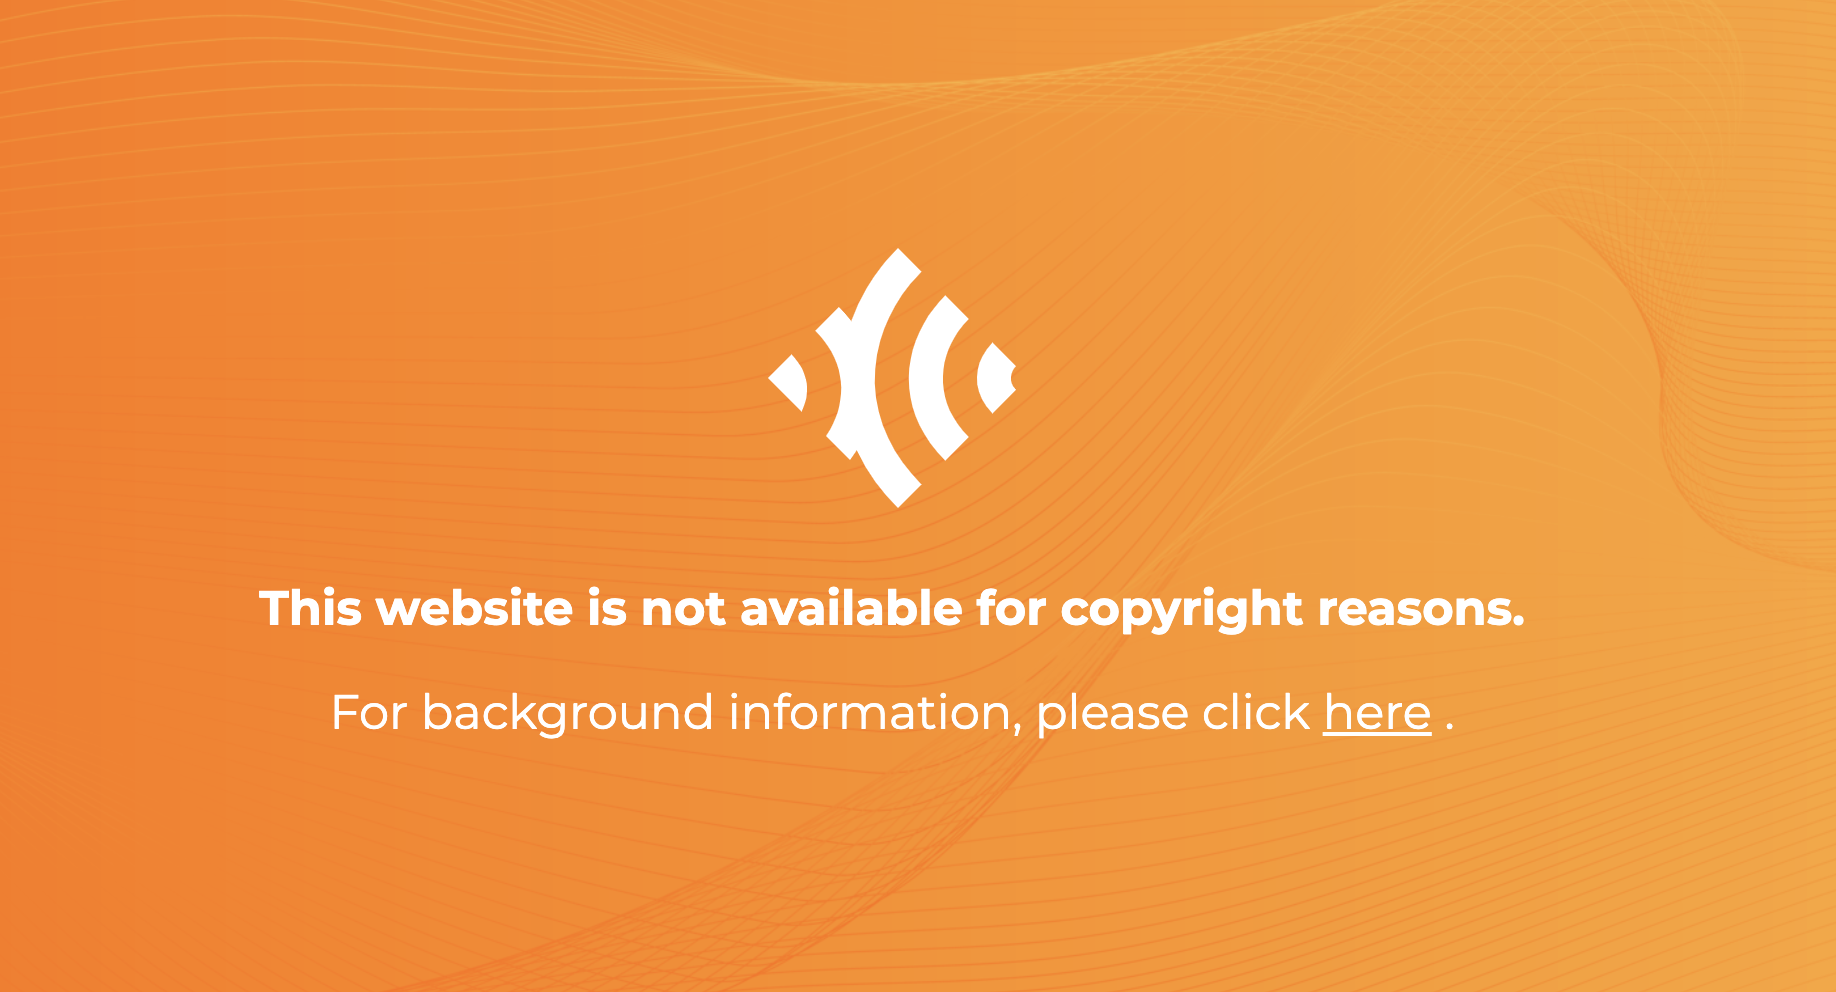 This website is not available for copyright reasons.
For background information, please click here .